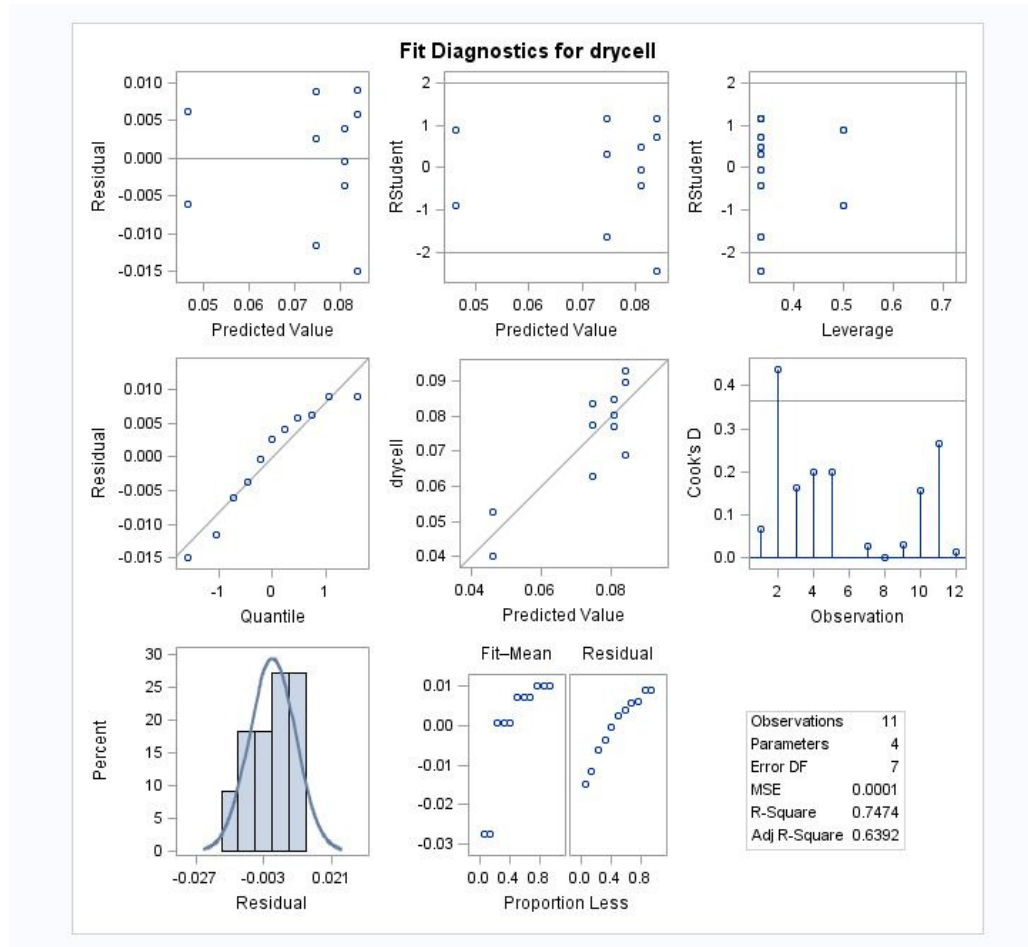 Fit Diagnostics for drycell
0.010
0.005
0.000
-0.005
-0.010
-0.015
Residual
0.05 0.06 0.07 0.08
Predicted Value
2
1
0
-1
-2
RStudent
0.05 0.06 0.07 0.08
Predicted Value
2
1
0
-1
-2
RStudent
0.4 0.5 0.6 0.7
Leverage
0.010
0.005
0.000
-0.005
-0.010
-0.015
Residual
-1 0 1
Quantile
0.09
0.08
0.07
0.06
0.05
0.04
drycell
0.04 0.06 0.08
Predicted Value
0.4
0.3
0.2
0.1
0.0
Cook's D
2 4 6 8 10 12
Observation
30
25
20
15
10
5
0
Percent
-0.027 -0.003 0.021
Residual
Fit–Mean Residual
0.01
0.00
-0.01
-0.02
-0.03
0.0 0.4 0.8 0.0 0.4 0.8
Proportion Less
Observations 11
Parameters 4
Error DF 7
MSE 0.0001
R-Square 0.7474
Adj R-Square 0.6392